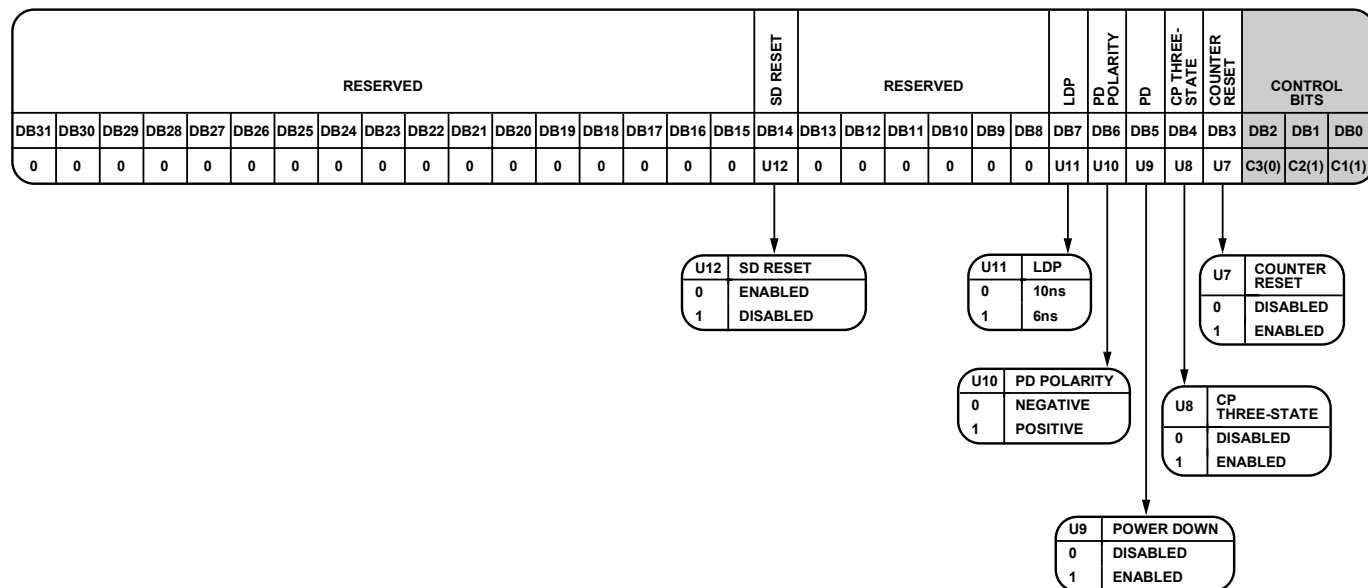 RESERVED
SD RESET
RESERVED
LDP
PD
POLARITY
PD
CP THREE-
STATE
COUNTER
RESET
CONTROL
BITS
DB31 DB30 DB29 DB28 DB27 DB26 DB25 DB24 DB23 DB22 DB21 DB20 DB19 DB18 DB17 DB16 DB15 DB14 DB13 DB12 DB11 DB10 DB9 DB8 DB7 DB6 DB5 DB4 DB3 DB2 DB1 DB0
0 0 0 0 0 0 0 0 0 0 0 0 0 0 0 0 0 U12 0 0 0 0 0 0 U11 U10 U9 U8 U7 C3(0) C2(1) C1(1)
U12 SD RESET
0 ENABLED
1 DISABLED
U11 LDP
0 10ns
1 6ns
U7 COUNTER
RESET
0 DISABLED
1 ENABLED
U10 PD POLARITY
0 NEGATIVE
1 POSITIVE
U8 CP
THREE-STATE
0 DISABLED
1 ENABLED
U9 POWER DOWN
0 DISABLED
1 ENABLED